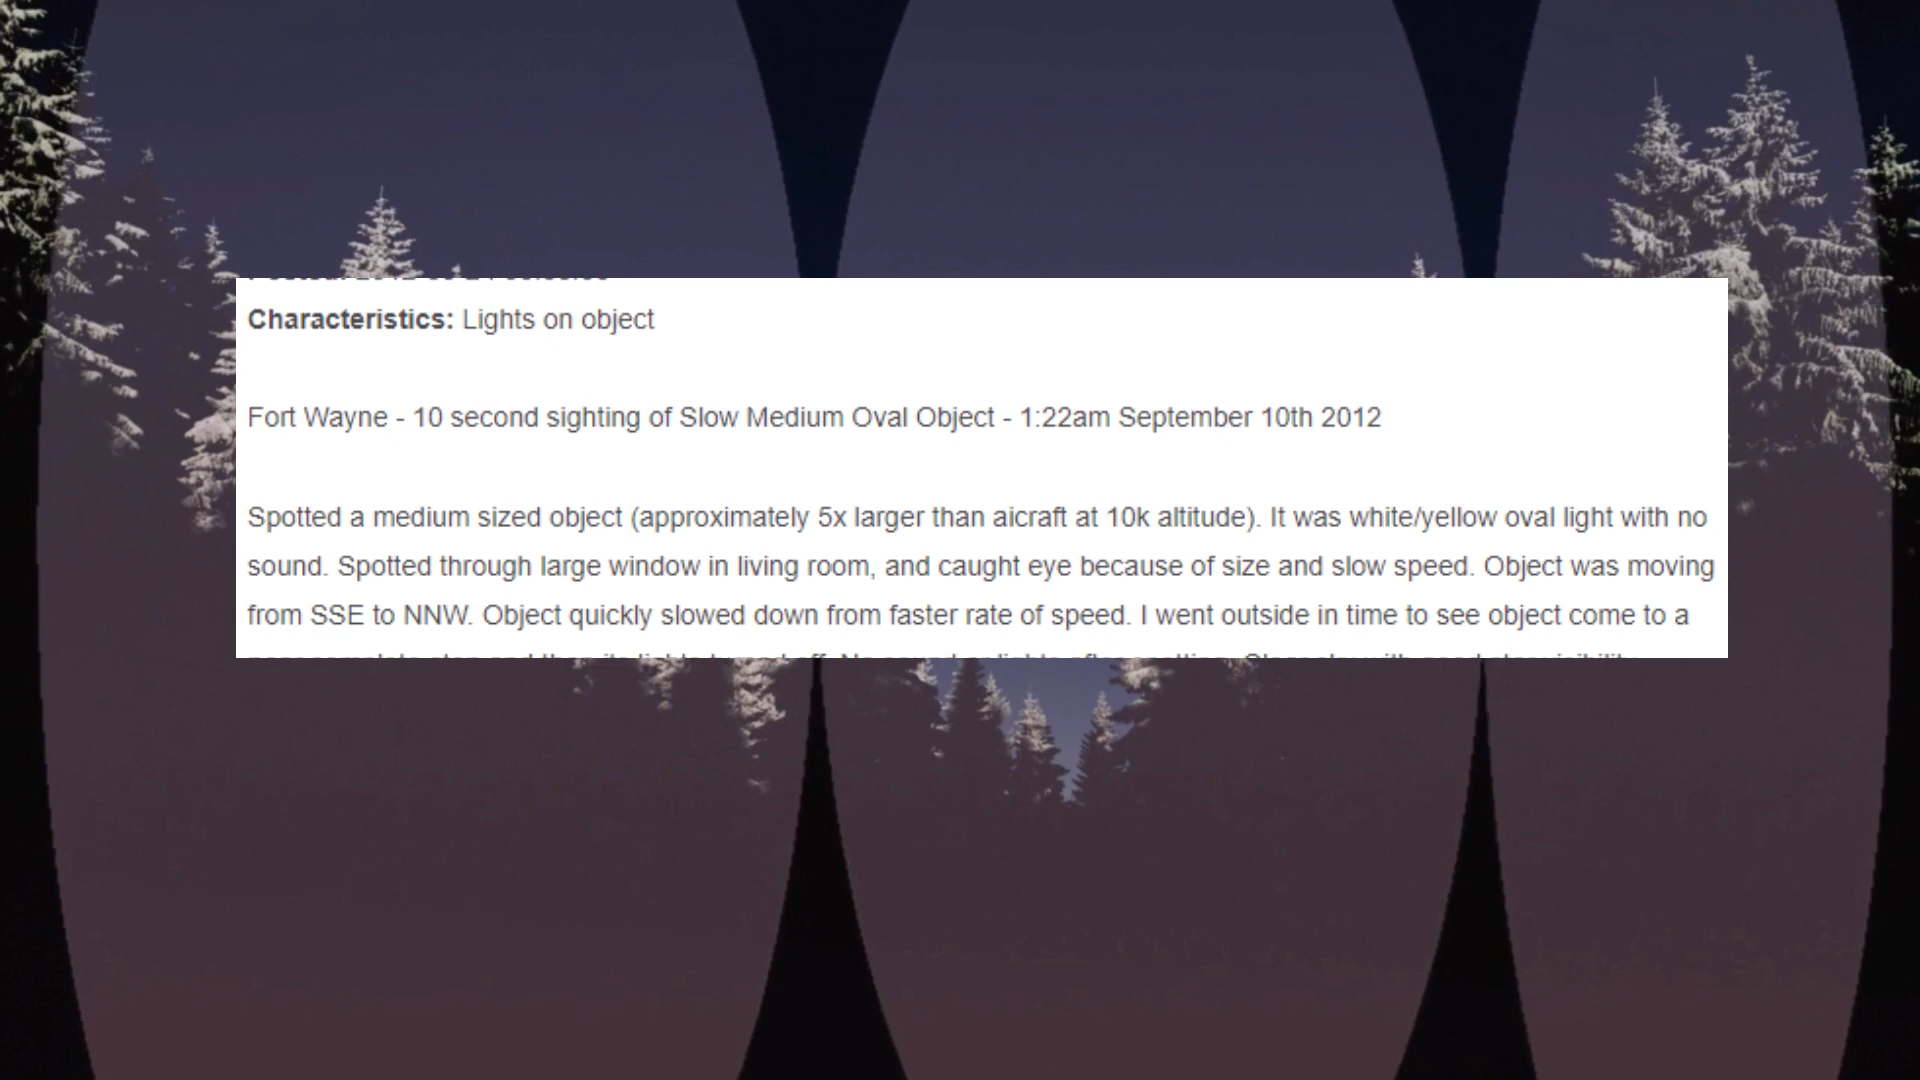 Characteristics: Lights on object
Fort Wayne - 10 second sighting of Slow Medium Oval Object - 1:22am September 10th 2012
Spotted a medium sized object (approximately 5x larger than aicraft at 10k altitude). It was white/yellow oval light with no
sound. Spotted through large window in living room, and caught eye because of size and slow speed. Object was moving
from SSE to NNW. Object quickly slowed down from faster rate of speed. I went outside in time to see object come to a